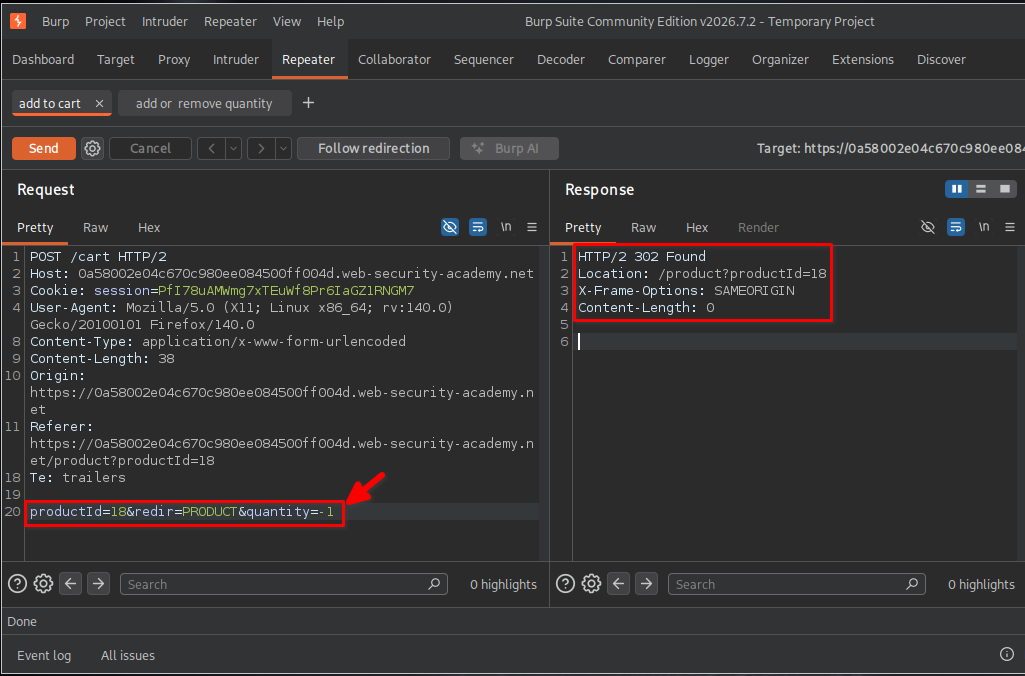 Burp Project Intruder Repeater View Help Burp Suite Community Edition v2026.7.2 - Temporary Project
Dashboard Target Proxy Intruder Repeater Collaborator Sequencer Decoder Comparer Logger Organizer Extensions Discover
add to cart × add or remove quantity +
Send Cancel < > Follow redirection Burp AI Target: https://0a58002e04c670c980ee084
Request
Pretty Raw Hex \n
1 POST /cart HTTP/2
2 Host: 0a58002e04c670c980ee084500ff004d.web-security-academy.net
3 Cookie: session=PfI78uAMWmg7xTEuWf8Pr6IaGZ1RNGM7
4 User-Agent: Mozilla/5.0 (X11; Linux x86_64; rv:140.0)
Gecko/20100101 Firefox/140.0
8 Content-Type: application/x-www-form-urlencoded
9 Content-Length: 38
10 Origin:
https://0a58002e04c670c980ee084500ff004d.web-security-academy.n
et
11 Referer:
https://0a58002e04c670c980ee084500ff004d.web-security-academy.n
et/product?productId=18
18 Te: trailers
19
20 productId=18&redir=PRODUCT&quantity=-1
Search 0 highlights
Response
Pretty Raw Hex Render \n
1 HTTP/2 302 Found
2 Location: /product?productId=18
3 X-Frame-Options: SAMEORIGIN
4 Content-Length: 0
5
6
Search 0 highlights
Done
Event log All issues